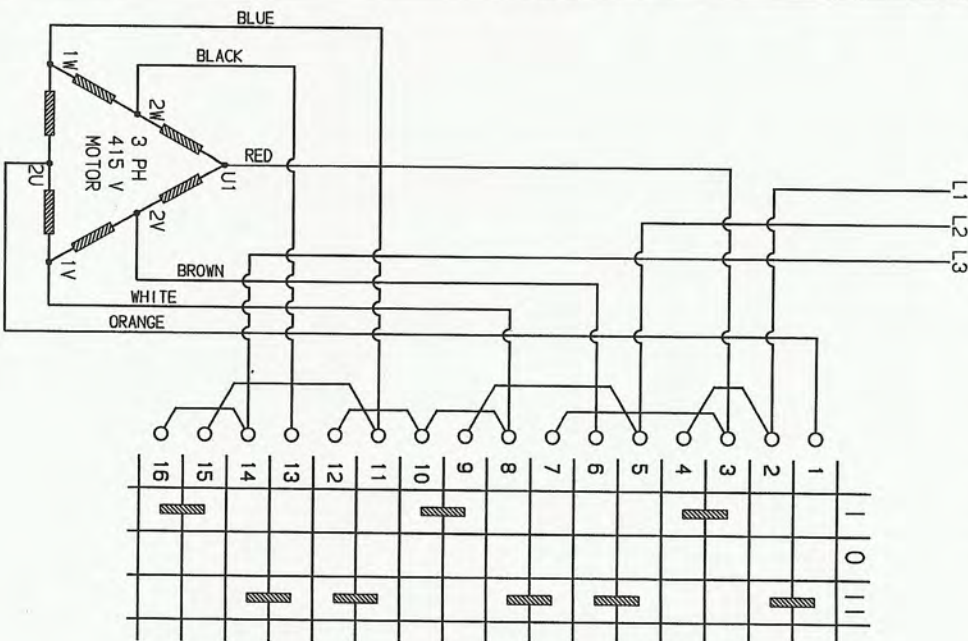 BLUE
BLACK
1W
2W
3 PH
415 V
MOTOR
RED
U1
2U
2V
1V
BROWN
WHITE
ORANGE
L1
L2
L3
16 15 14 13 12 11 10 9 8 7 6 5 4 3 2 1
I
O
II